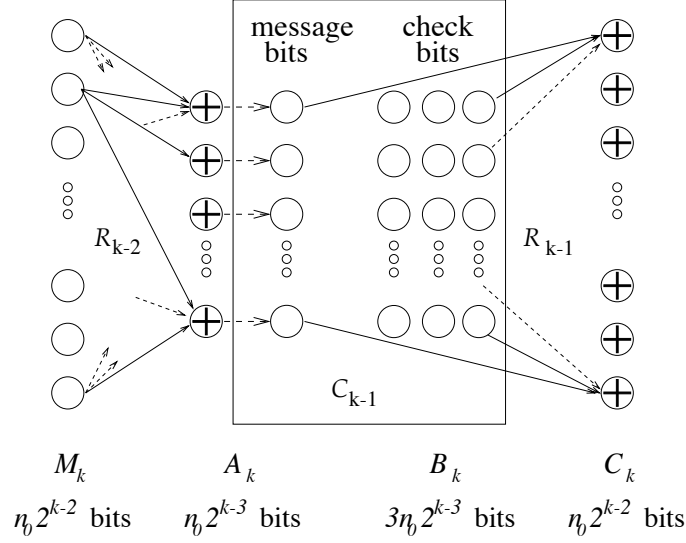 message check
bits bits
R_{k-2} R_{k-1}
C_{k-1}
M_k A_k B_k C_k
n_0 2^{k-2} bits n_0 2^{k-3} bits 3n_0 2^{k-3} bits n_0 2^{k-2} bits